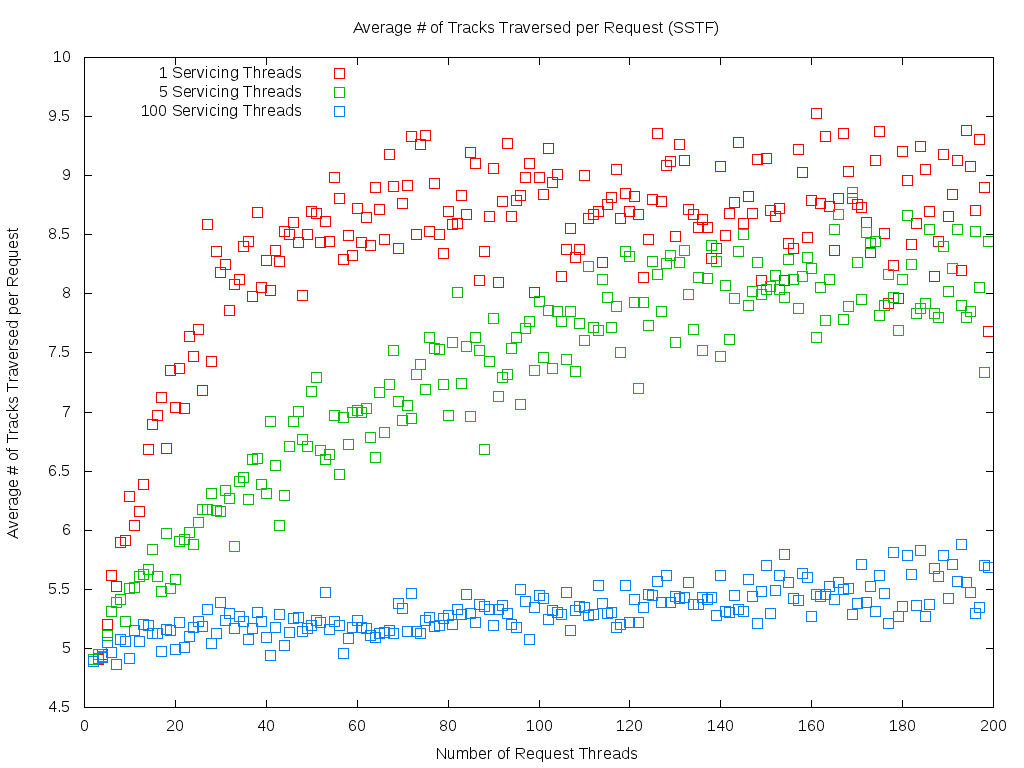 Average # of Tracks Traversed per Request (SSTF)
1 Servicing Threads
5 Servicing Threads
100 Servicing Threads
Average # of Tracks Traversed per Request
10
9.5
9
8.5
8
7.5
7
6.5
6
5.5
5
4.5
0 20 40 60 80 100 120 140 160 180 200
Number of Request Threads